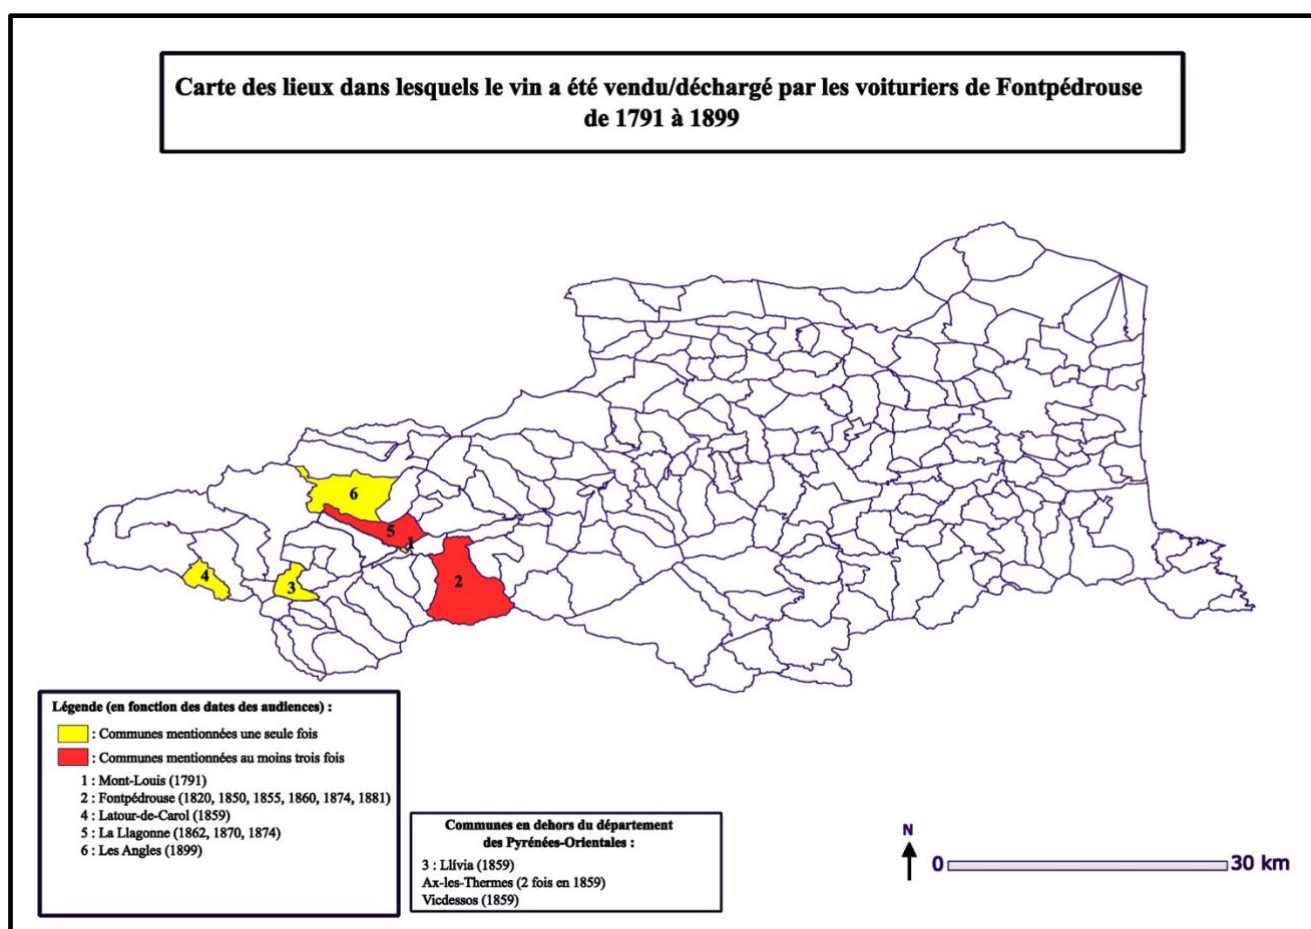 Carte des lieux dans lesquels le vin a été vendu/déchargé par les voituriers de Fontpédrouse
de 1791 à 1899
6
5
1
2
4
3
Légende (en fonction des dates des audiences) :
: Communes mentionnées une seule fois
: Communes mentionnées au moins trois fois
1 : Mont-Louis (1791)
2 : Fontpédrouse (1820, 1850, 1855, 1860, 1874, 1881)
4 : Latour-de-Carol (1859)
5 : La Llagonne (1862, 1870, 1874)
6 : Les Angles (1899)
Communes en dehors du département
des Pyrénées-Orientales :
3 : Llívia (1859)
Ax-les-Thermes (2 fois en 1859)
Vicdessos (1859)
N
0 30 km